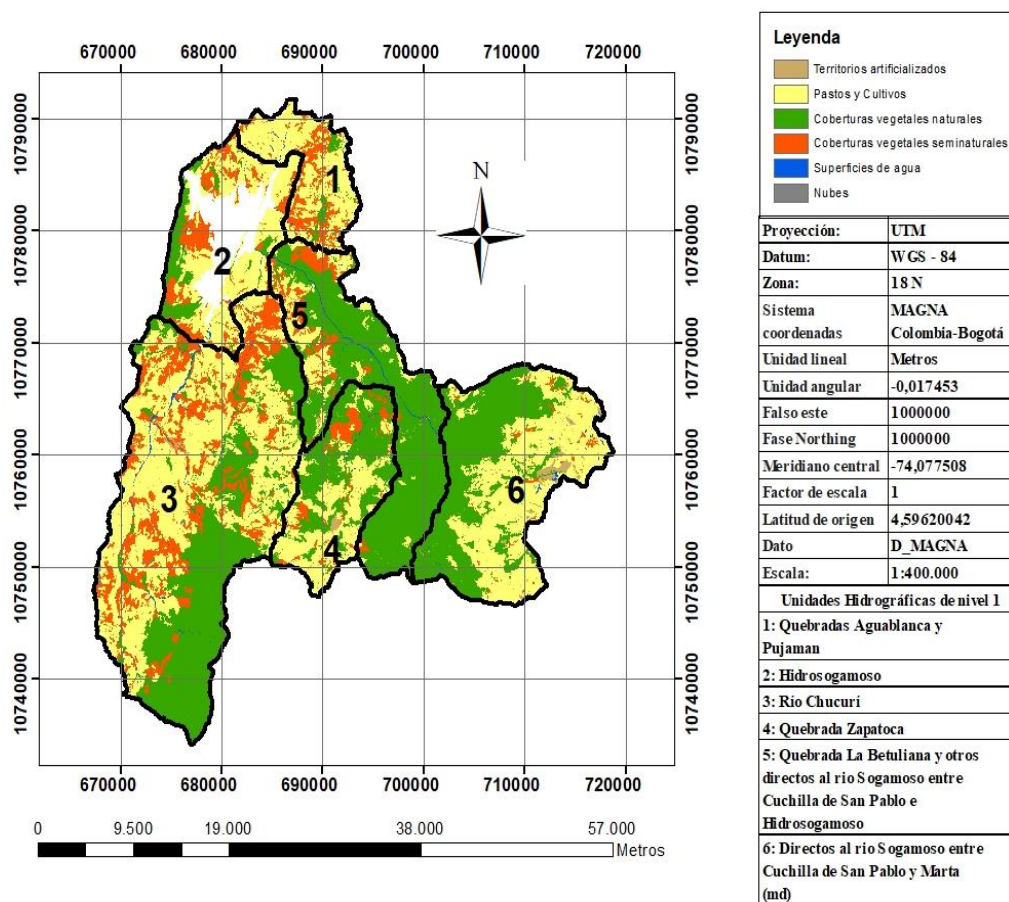 670000 680000 690000 700000 710000 720000
10790000 10790000
10780000 10780000
10770000 10770000
10760000 10760000
10750000 10750000
10740000 10740000
N
1
2
5
3
4
6
670000 680000 690000 700000 710000 720000
0 9.500 19.000 38.000 57.000
Metros
Leyenda
Territorios artificializados
Pastos y Cultivos
Coberturas vegetales naturales
Coberturas vegetales seminaturales
Superficies de agua
Nubes
Proyección: UTM
Datum: WGS - 84
Zona: 18 N
Sistema MAGNA
coordenadas Colombia-Bogotá
Unidad lineal Metros
Unidad angular -0,017453
Falso este 1000000
Fase Northing 1000000
Meridiano central -74,077508
Factor de escala 1
Latitud de origen 4,59620042
Dato D_MAGNA
Escala: 1:400.000
Unidades Hidrográficas de nivel 1
1: Quebradas Aguablanca y
Pujaman
2: Hidrosogamoso
3: Río Chucurí
4: Quebrada Zapatoca
5: Quebrada La Betuliana y otros
directos al rio Sogamoso entre
Cuchilla de San Pablo e
Hidrosogamoso
6: Directos al rio Sogamoso entre
Cuchilla de San Pablo y Marta
(md)